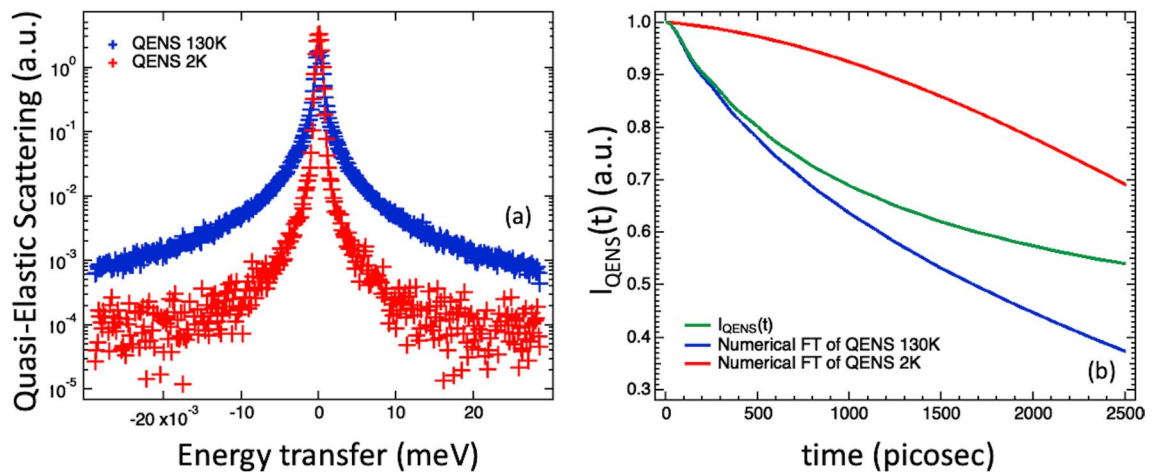 Quasi-Elastic Scattering (a.u.)
QENS 130K
QENS 2K
10⁰
10⁻¹
10⁻²
10⁻³
10⁻⁴
10⁻⁵
(a)
-20 x10⁻³
-10
0
10
20
Energy transfer (meV)
I_QENS(t) (a.u.)
1.0
0.9
0.8
0.7
0.6
0.5
0.4
0.3
I_QENS(t)
Numerical FT of QENS 130K
Numerical FT of QENS 2K
(b)
0
500
1000
1500
2000
2500
time (picosec)